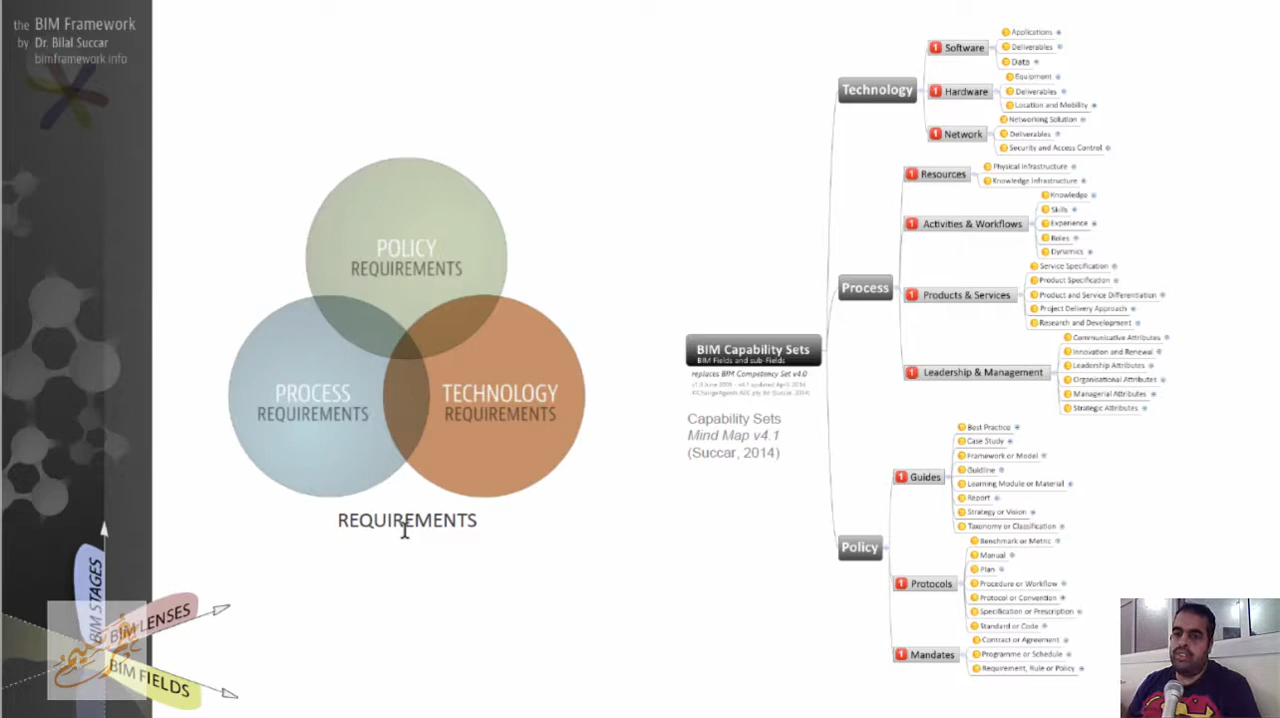 the BIM Framework
by Dr. Bilal Succar
bimframework.info
POLICY
REQUIREMENTS
PROCESS
REQUIREMENTS
TECHNOLOGY
REQUIREMENTS
REQUIREMENTS
BIM STAGES
BIM LENSES
BIM FIELDS
BIM Capability Sets
BIM Fields and sub-Fields
replaces BIM Competency Set v4.0
Capability Sets
Mind Map v4.1
(Succar, 2014)
Technology
Software
Applications
Deliverables
Data
Hardware
Equipment
Deliverables
Location and Mobility
Network
Networking Solution
Deliverables
Security and Access Control
Process
Resources
Physical Infrastructure
Knowledge Infrastructure
Activities & Workflows
Knowledge
Skills
Experience
Roles
Dynamics
Products & Services
Service Specification
Product Specification
Product and Service Differentiation
Project Delivery Approach
Research and Development
Leadership & Management
Communicative Attributes
Innovation and Renewal
Leadership Attributes
Organisational Attributes
Managerial Attributes
Strategic Attributes
Policy
Guides
Best Practice
Case Study
Framework or Model
Guidline
Learning Module or Material
Report
Strategy or Vision
Taxonomy or Classification
Protocols
Benchmark or Metric
Manual
Plan
Procedure or Workflow
Protocol or Convention
Specification or Prescription
Standard or Code
Mandates
Contract or Agreement
Programme or Schedule
Requirement, Rule or Policy